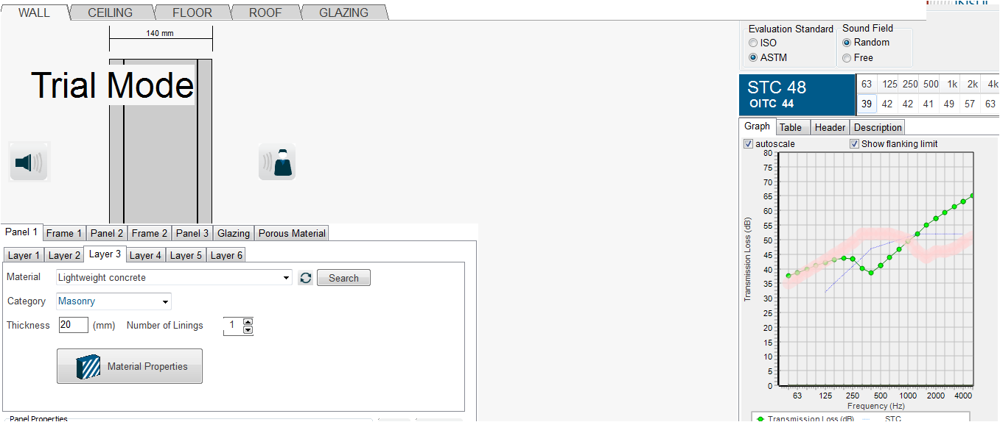 WALL CEILING FLOOR ROOF GLAZING
140 mm
Trial Mode
Panel 1 Frame 1 Panel 2 Frame 2 Panel 3 Glazing Porous Material
Layer 1 Layer 2 Layer 3 Layer 4 Layer 5 Layer 6
Material Lightweight concrete Search
Category Masonry
Thickness 20 (mm) Number of Linings 1
Material Properties
Panel Properties
Evaluation Standard Sound Field
ISO Random
ASTM Free
STC 48
OITC 44
63 125 250 500 1k 2k 4k
39 42 42 41 49 57 63
Graph Table Header Description
autoscale Show flanking limit
80
75
70
65
60
55
50
45
40
35
30
25
20
15
10
5
0
Transmission Loss (dB)
63 125 250 500 1000 2000 4000
Frequency (Hz)
Transmission Loss (dB) STC